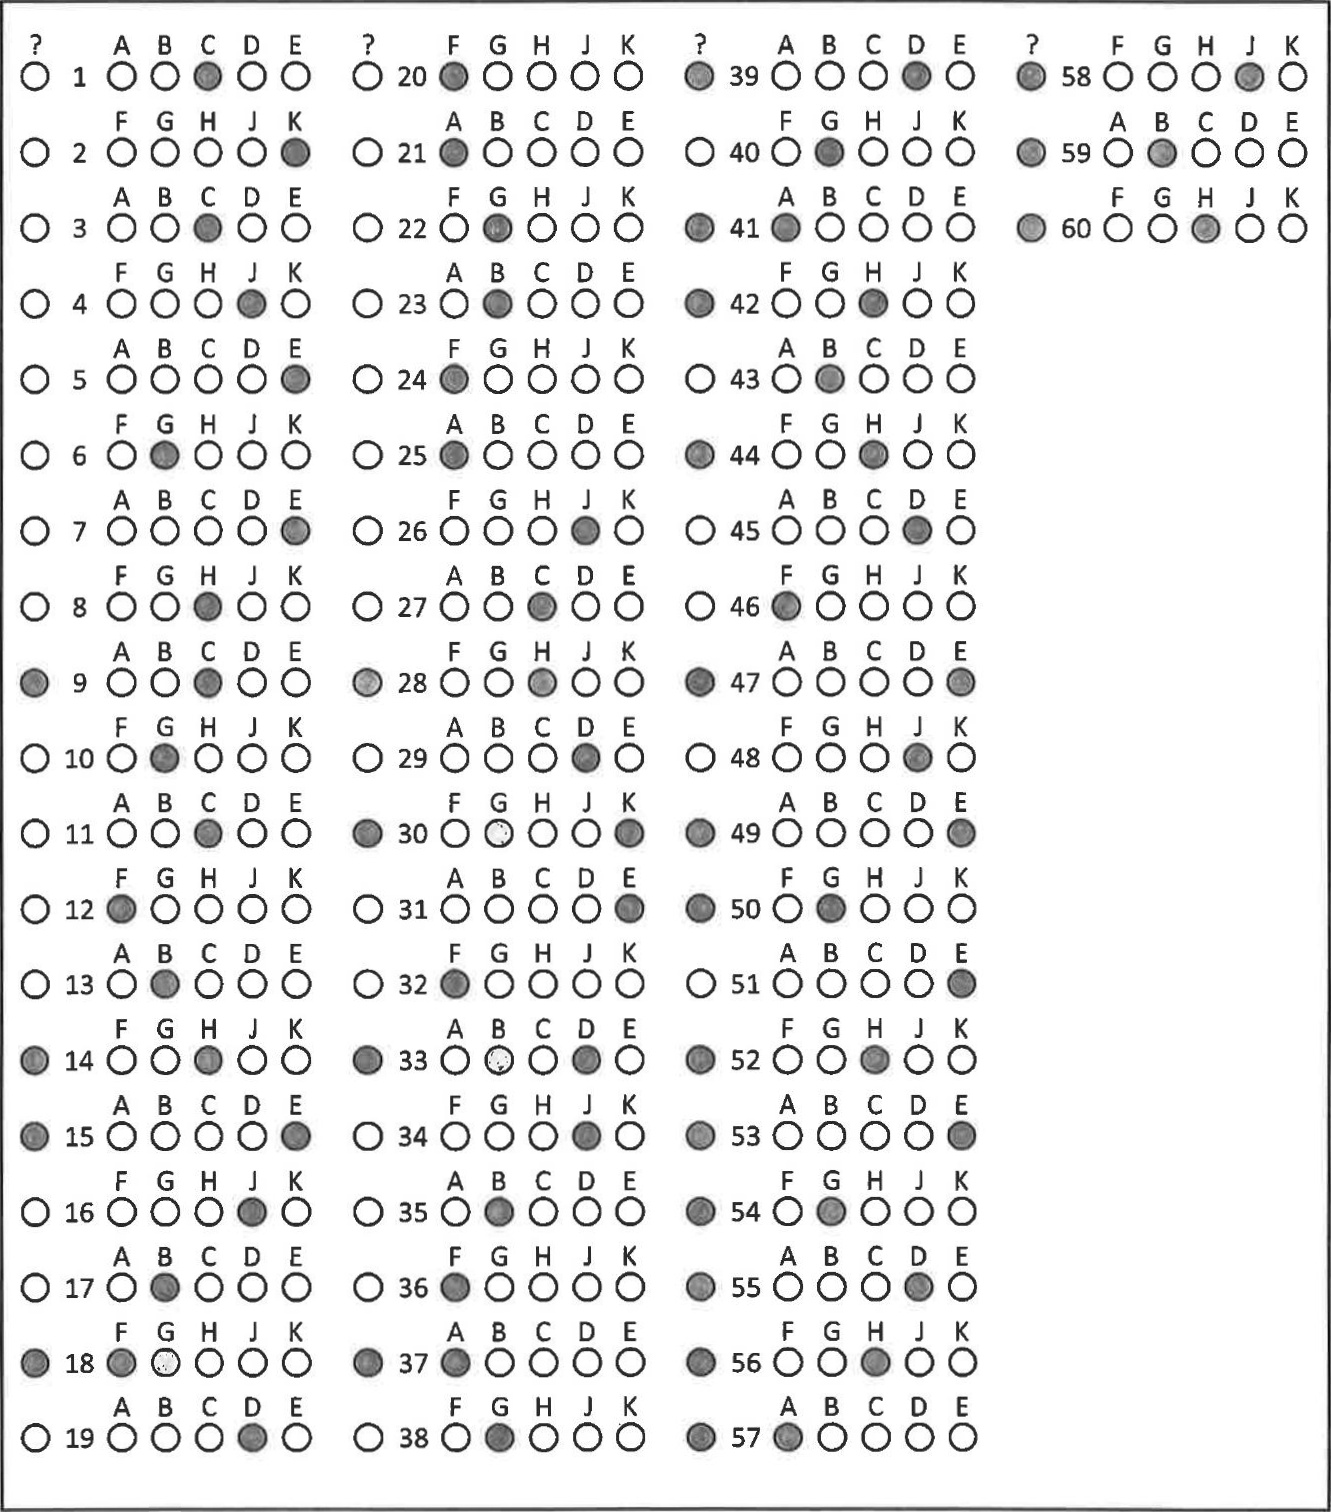 ? A B C D E
1
F G H J K
2
A B C D E
3
F G H J K
4
A B C D E
5
F G H J K
6
A B C D E
7
F G H J K
8
A B C D E
9
F G H J K
10
A B C D E
11
F G H J K
12
A B C D E
13
F G H J K
14
A B C D E
15
F G H J K
16
A B C D E
17
F G H J K
18
A B C D E
19
? F G H J K
20
A B C D E
21
F G H J K
22
A B C D E
23
F G H J K
24
A B C D E
25
F G H J K
26
A B C D E
27
F G H J K
28
A B C D E
29
F G H J K
30
A B C D E
31
F G H J K
32
A B C D E
33
F G H J K
34
A B C D E
35
F G H J K
36
A B C D E
37
F G H J K
38
? A B C D E
39
F G H J K
40
A B C D E
41
F G H J K
42
A B C D E
43
F G H J K
44
A B C D E
45
F G H J K
46
A B C D E
47
F G H J K
48
A B C D E
49
F G H J K
50
A B C D E
51
F G H J K
52
A B C D E
53
F G H J K
54
A B C D E
55
F G H J K
56
A B C D E
57
? F G H J K
58
A B C D E
59
F G H J K
60